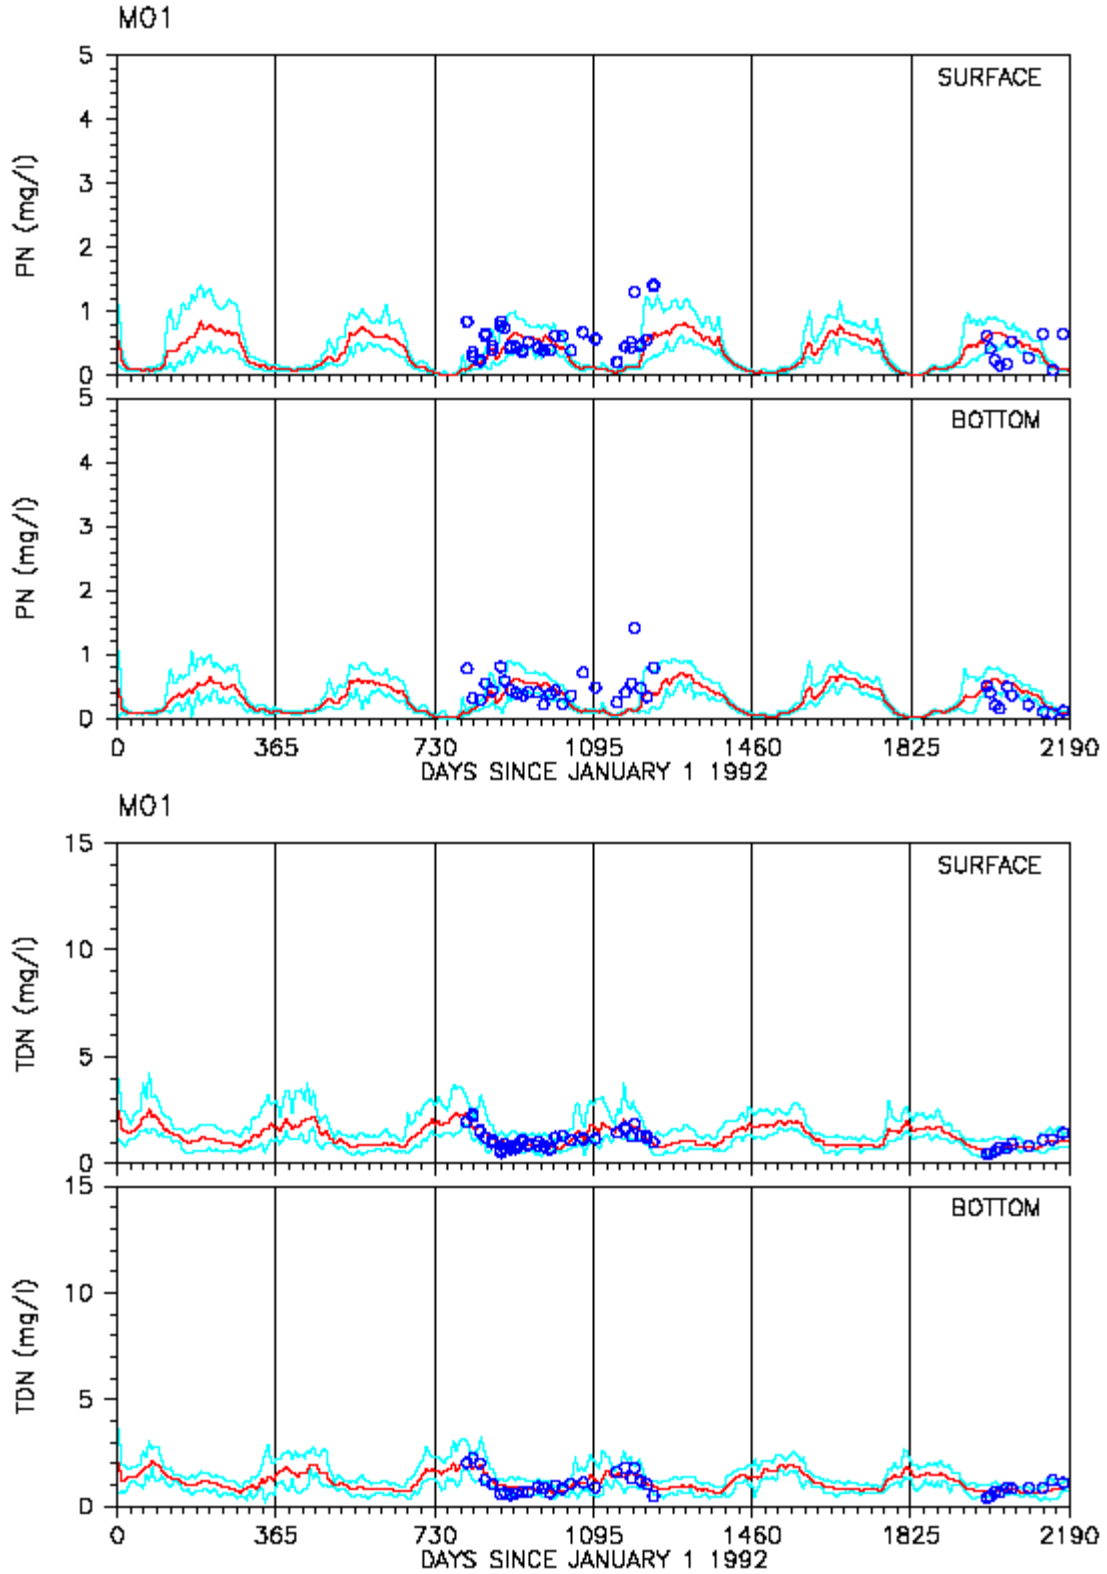 M01
5
SURFACE
4
3
PN (mg/l)
2
1
0
5
BOTTOM
4
3
PN (mg/l)
2
1
0
0 365 730 1095 1460 1825 2190
DAYS SINCE JANUARY 1 1992
M01
15
SURFACE
10
TDN (mg/l)
5
0
15
BOTTOM
10
TDN (mg/l)
5
0
0 365 730 1095 1460 1825 2190
DAYS SINCE JANUARY 1 1992